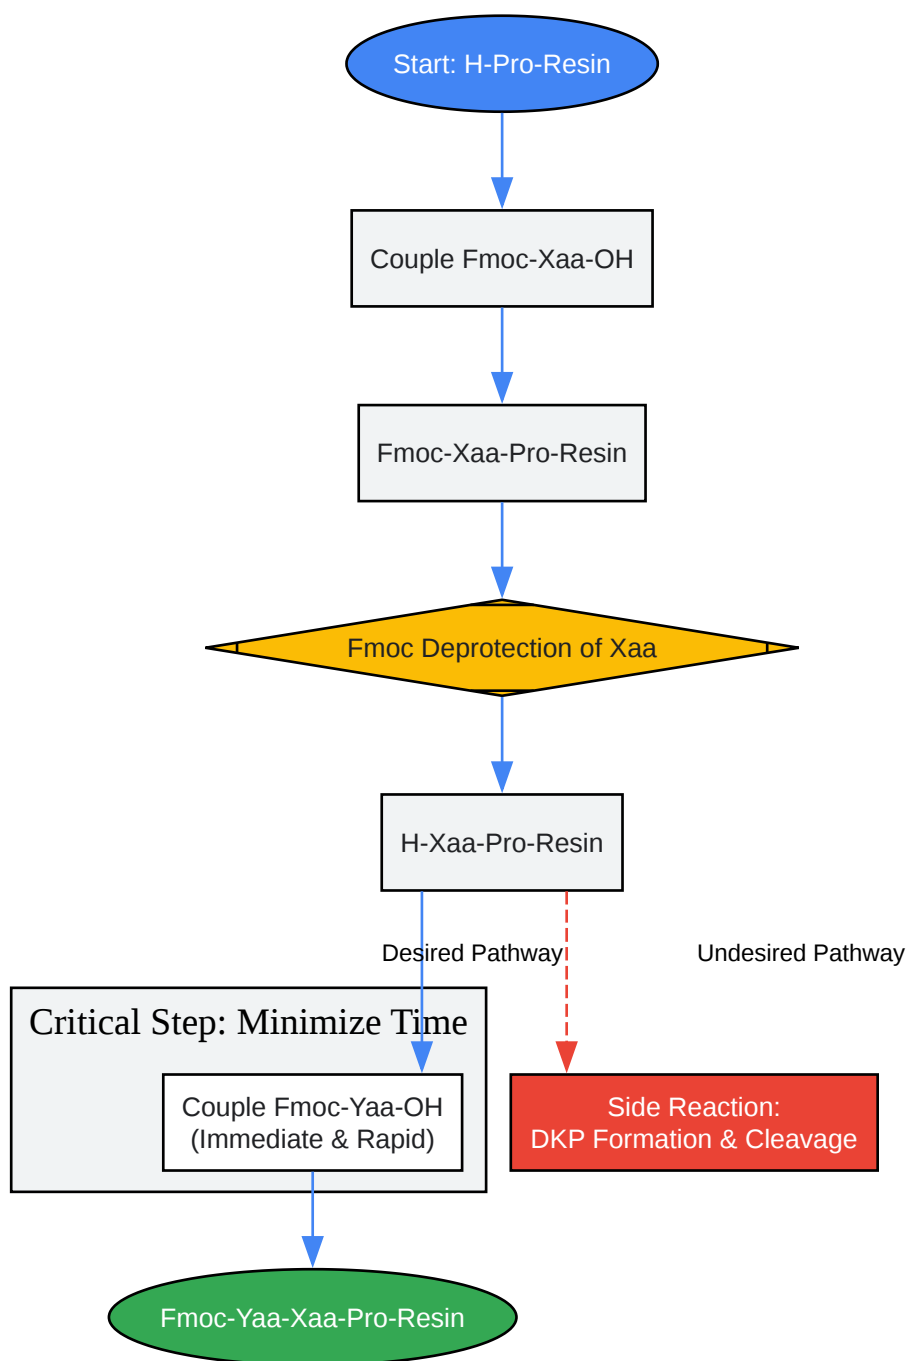 Start: H-Pro-Resin
Couple Fmoc-Xaa-OH
Fmoc-Xaa-Pro-Resin
Fmoc Deprotection of Xaa
H-Xaa-Pro-Resin
Desired Pathway
Undesired Pathway
Critical Step: Minimize Time
Couple Fmoc-Yaa-OH
(Immediate & Rapid)
Side Reaction:
DKP Formation & Cleavage
Fmoc-Yaa-Xaa-Pro-Resin